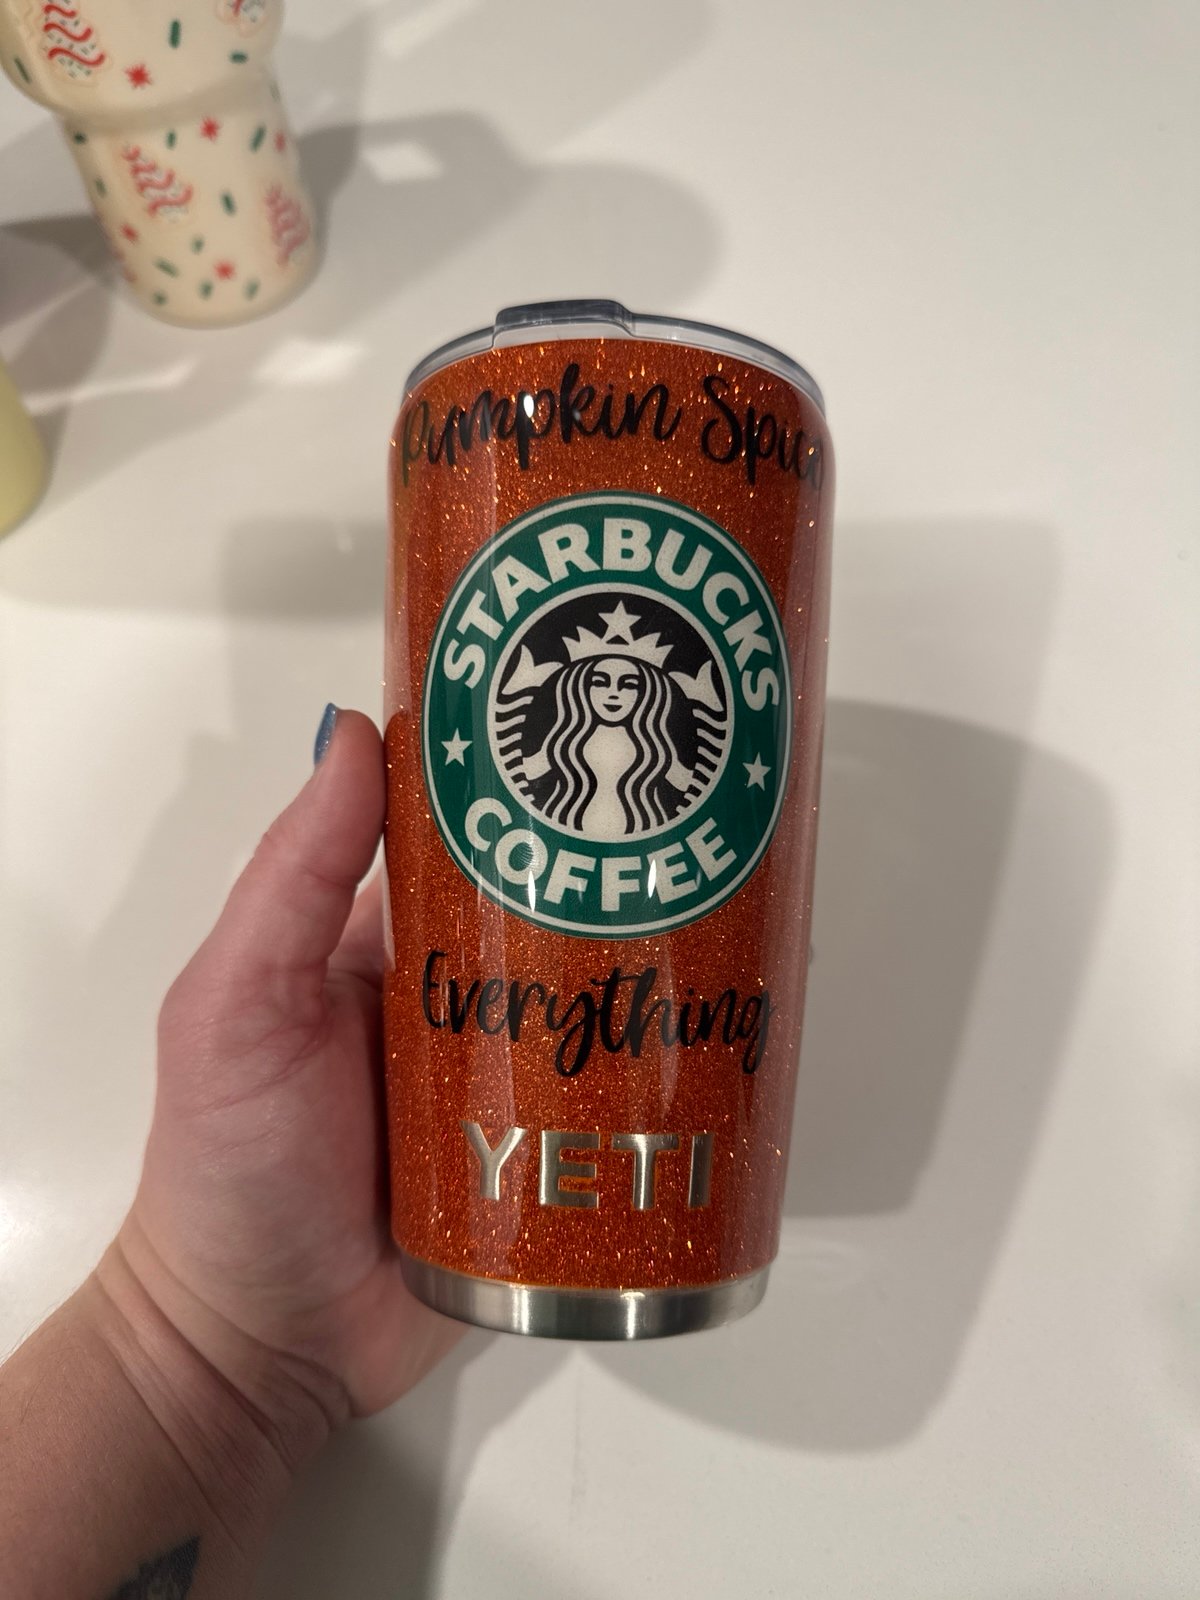 Pumpkin Spice
STARBUCKS
COFFEE
Everything
YETI